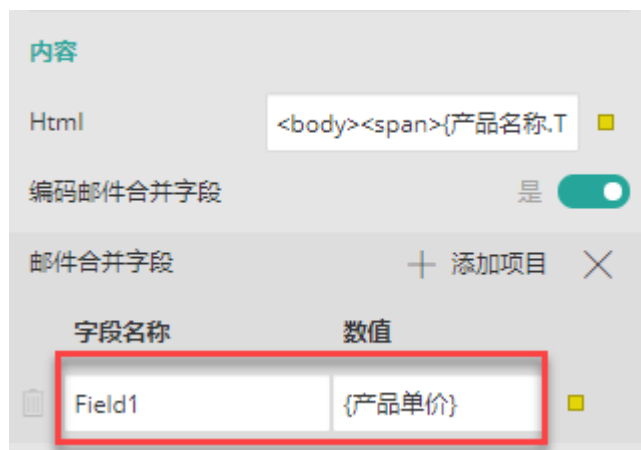 内容
Html <body><span>{产品名称.T
编码邮件合并字段 是
邮件合并字段 添加项目
字段名称 数值
Field1 {产品单价}